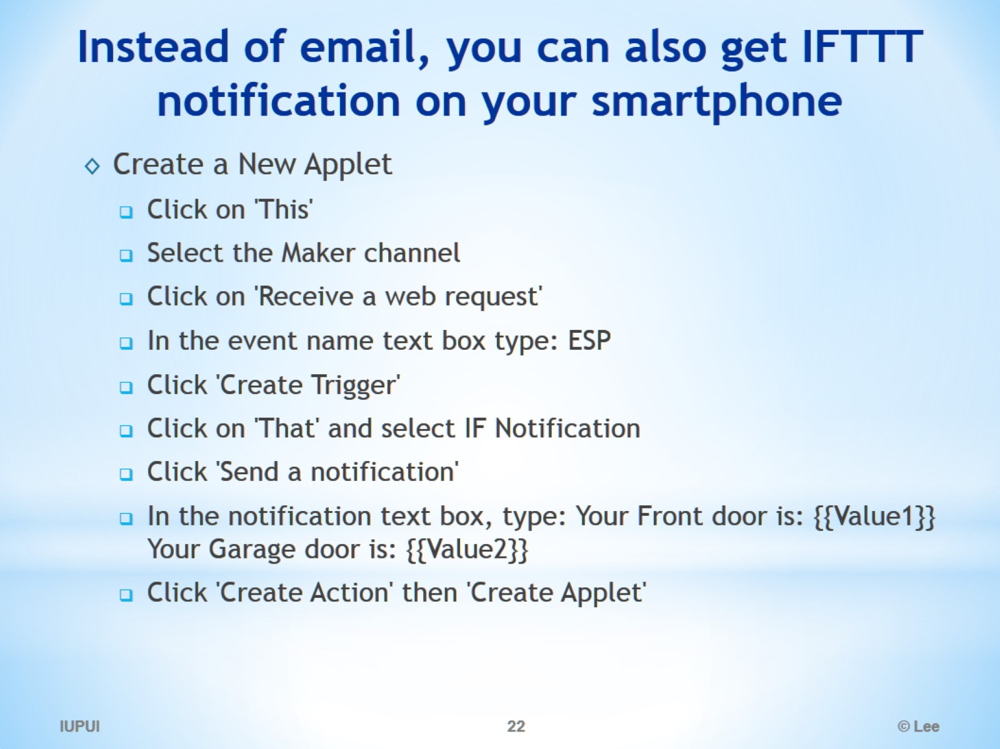 Instead of email, you can also get IFTTT
notification on your smartphone
Create a New Applet
Click on 'This'
Select the Maker channel
Click on 'Receive a web request'
In the event name text box type: ESP
Click 'Create Trigger'
Click on 'That' and select IF Notification
Click 'Send a notification'
In the notification text box, type: Your Front door is: {{Value1}}
Your Garage door is: {{Value2}}
Click 'Create Action' then 'Create Applet'
IUPUI
22
© Lee